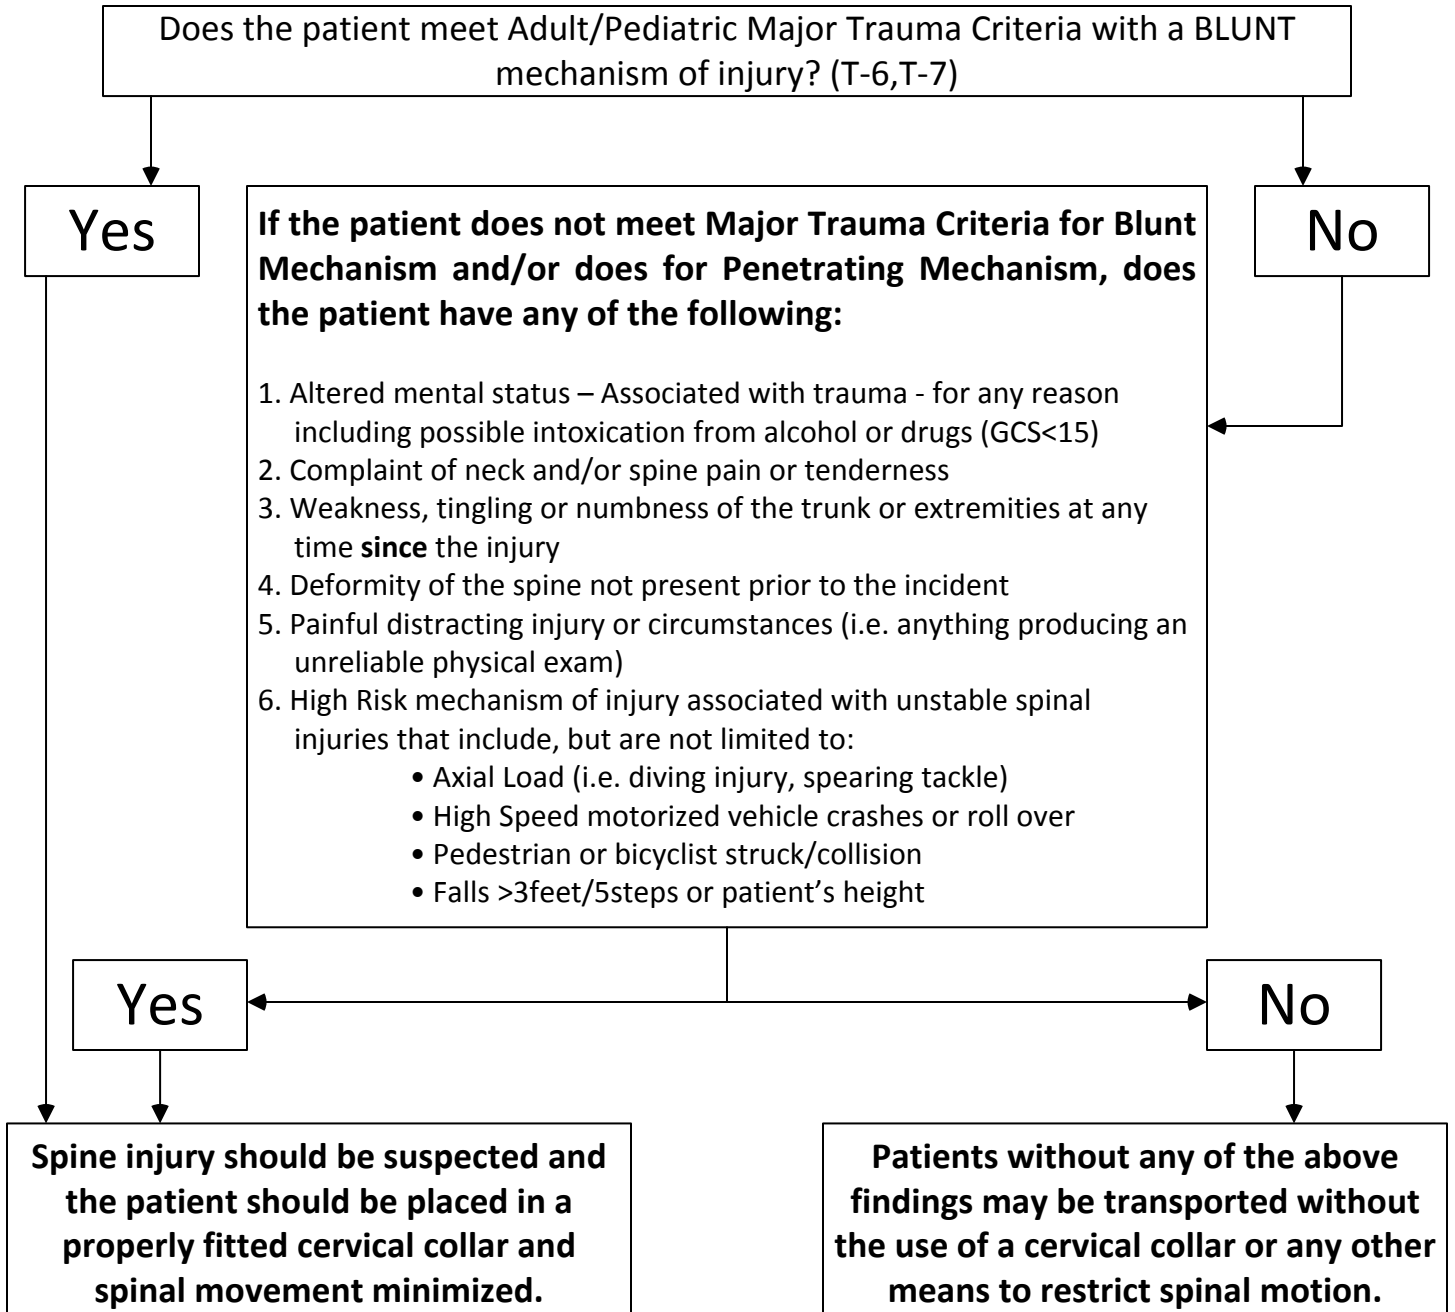 Does the patient meet Adult/Pediatric Major Trauma Criteria with a BLUNT
mechanism of injury? (T-6,T-7)
Yes
No
If the patient does not meet Major Trauma Criteria for Blunt
Mechanism and/or does for Penetrating Mechanism, does
the patient have any of the following:
1. Altered mental status – Associated with trauma - for any reason
including possible intoxication from alcohol or drugs (GCS<15)
2. Complaint of neck and/or spine pain or tenderness
3. Weakness, tingling or numbness of the trunk or extremities at any
time since the injury
4. Deformity of the spine not present prior to the incident
5. Painful distracting injury or circumstances (i.e. anything producing an
unreliable physical exam)
6. High Risk mechanism of injury associated with unstable spinal
injuries that include, but are not limited to:
• Axial Load (i.e. diving injury, spearing tackle)
• High Speed motorized vehicle crashes or roll over
• Pedestrian or bicyclist struck/collision
• Falls >3feet/5steps or patient's height
Yes
No
Spine injury should be suspected and
the patient should be placed in a
properly fitted cervical collar and
spinal movement minimized.
Patients without any of the above
findings may be transported without
the use of a cervical collar or any other
means to restrict spinal motion.